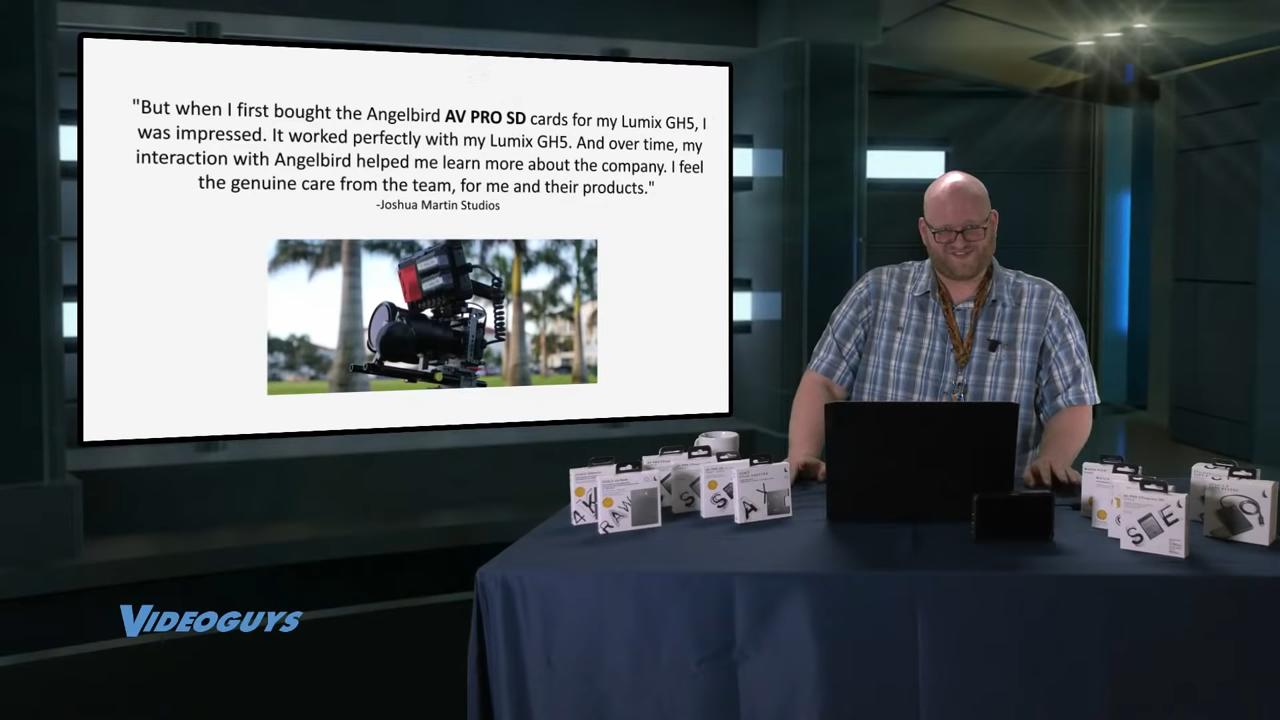 "But when I first bought the Angelbird AV PRO SD cards for my Lumix GH5, I
was impressed. It worked perfectly with my Lumix GH5. And over time, my
interaction with Angelbird helped me learn more about the company. I feel
the genuine care from the team, for me and their products."
-Joshua Martin Studios
RAW
S E
VIDEOGUYS